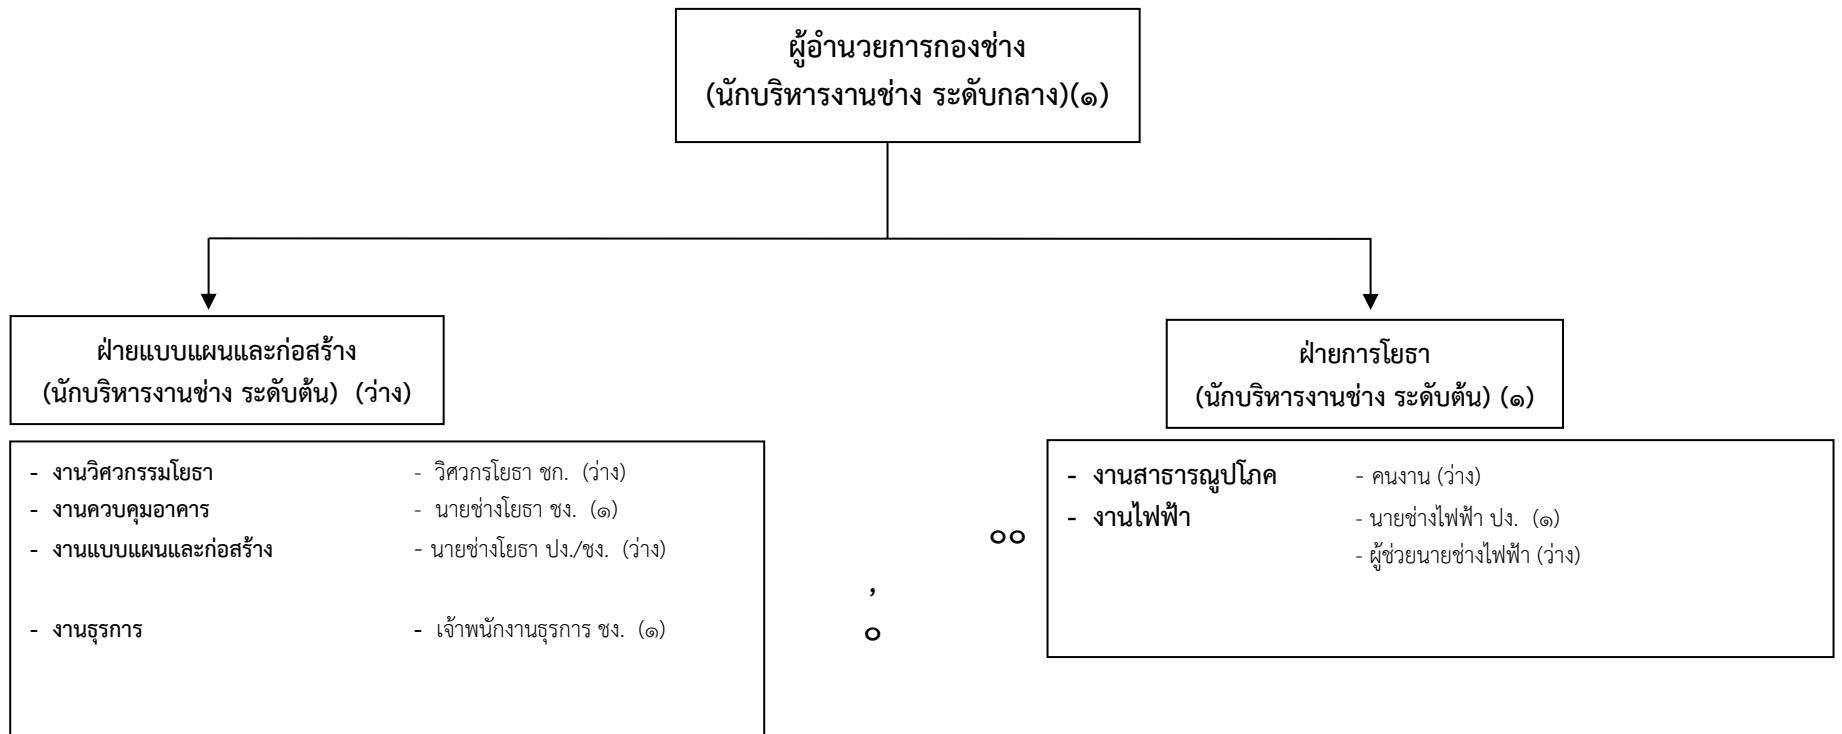 ผู้อำนวยการกองช่าง
(นักบริหารงานช่าง ระดับกลาง)(๑)
ฝ่ายแบบแผนและก่อสร้าง
(นักบริหารงานช่าง ระดับต้น) (ว่าง)
- งานวิศวกรรมโยธา - วิศวกรโยธา ชก. (ว่าง)
- งานควบคุมอาคาร - นายช่างโยธา ชง. (๑)
- งานแบบแผนและก่อสร้าง - นายช่างโยธา ปง./ชง. (ว่าง)
- งานธุรการ - เจ้าพนักงานธุรการ ชง. (๑)
,
๐
๐๐
ฝ่ายการโยธา
(นักบริหารงานช่าง ระดับต้น) (๑)
- งานสาธารณูปโภค - คนงาน (ว่าง)
- งานไฟฟ้า - นายช่างไฟฟ้า ปง. (๑)
- ผู้ช่วยนายช่างไฟฟ้า (ว่าง)